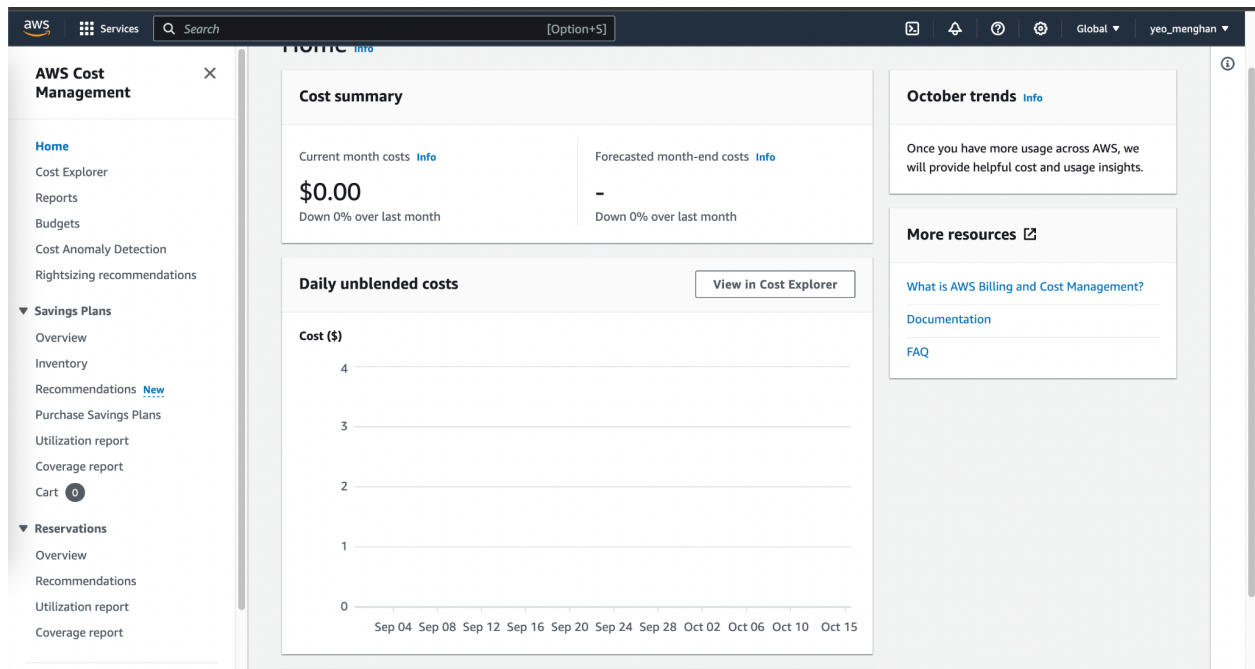 aws
Services
Search [Option+S]
Global
yeo_menghan
AWS Cost
Management
Home
Cost Explorer
Reports
Budgets
Cost Anomaly Detection
Rightsizing recommendations
Savings Plans
Overview
Inventory
Recommendations New
Purchase Savings Plans
Utilization report
Coverage report
Cart 0
Reservations
Overview
Recommendations
Utilization report
Coverage report
Home Info
Cost summary
Current month costs Info
$0.00
Down 0% over last month
Forecasted month-end costs Info
-
Down 0% over last month
Daily unblended costs
View in Cost Explorer
Cost ($)
4
3
2
1
0
Sep 04 Sep 08 Sep 12 Sep 16 Sep 20 Sep 24 Sep 28 Oct 02 Oct 06 Oct 10 Oct 15
October trends Info
Once you have more usage across AWS, we
will provide helpful cost and usage insights.
More resources
What is AWS Billing and Cost Management?
Documentation
FAQ